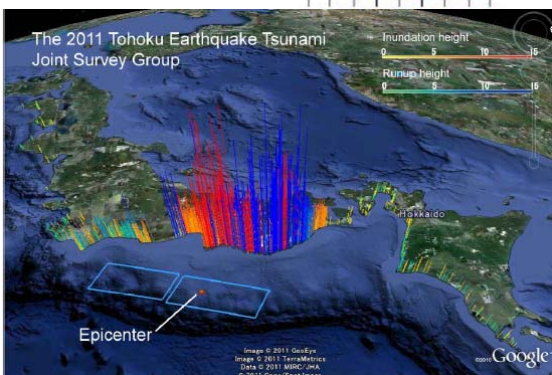 The 2011 Tohoku Earthquake Tsunami
Joint Survey Group
Inundation height
0 5 10 15
Runup height
0 5 10 15
Hokkaido
Epicenter
Image © 2011 GeoEye
Image © 2011 TerraMetrics
Data © 2011 MIRC/JHA
©2010 Google